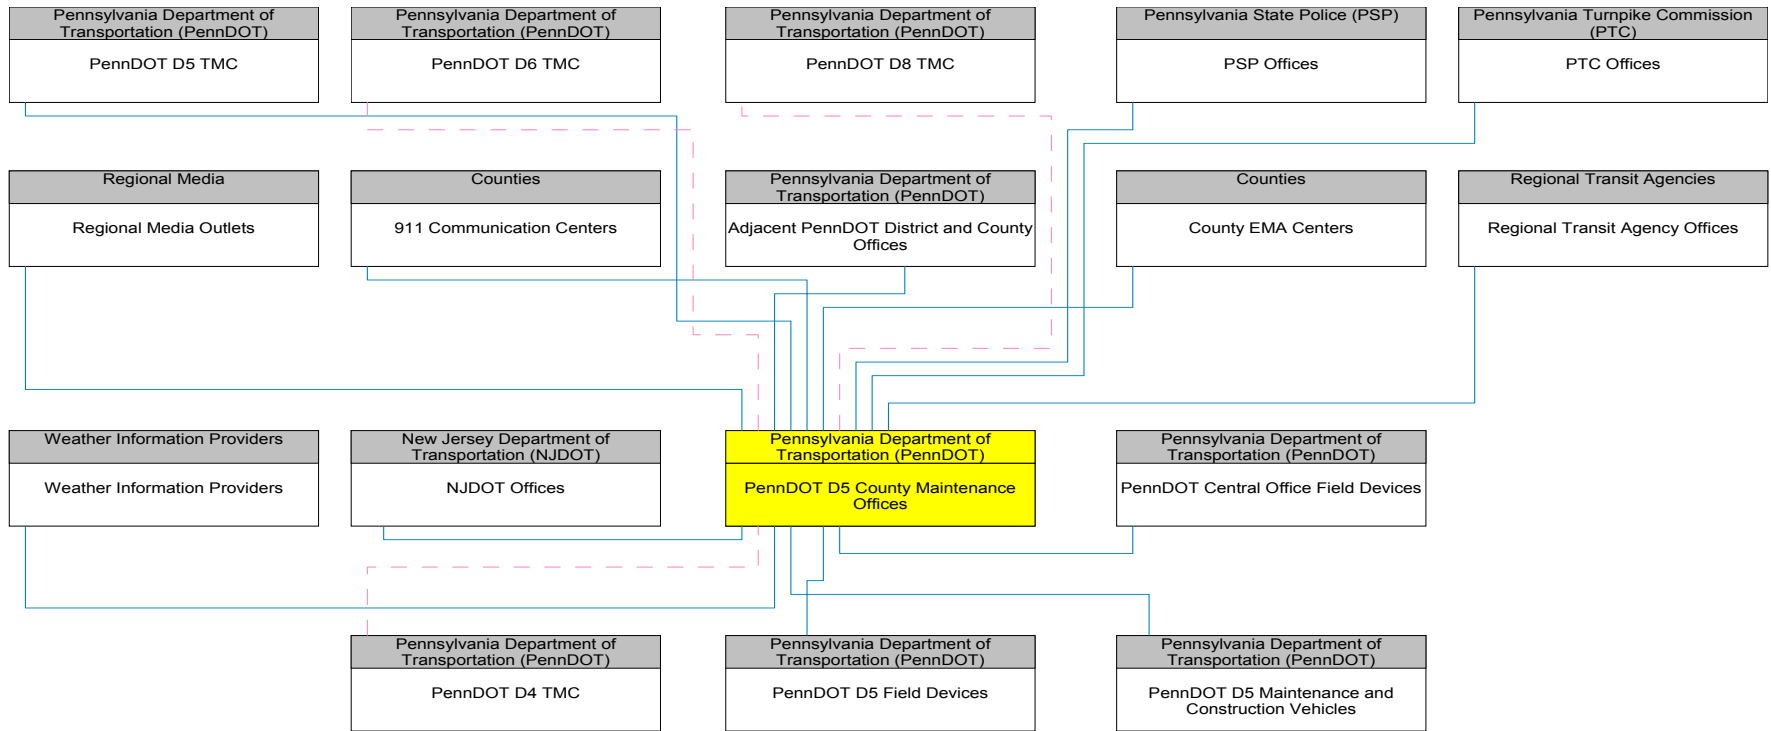 Pennsylvania Department of
Transportation (PennDOT)
PennDOT D5 TMC
Pennsylvania Department of
Transportation (PennDOT)
PennDOT D6 TMC
Pennsylvania Department of
Transportation (PennDOT)
PennDOT D8 TMC
Pennsylvania State Police (PSP)
PSP Offices
Pennsylvania Turnpike Commission
(PTC)
PTC Offices
Regional Media
Regional Media Outlets
Counties
911 Communication Centers
Pennsylvania Department of
Transportation (PennDOT)
Adjacent PennDOT District and County
Offices
Counties
County EMA Centers
Regional Transit Agencies
Regional Transit Agency Offices
Weather Information Providers
Weather Information Providers
New Jersey Department of
Transportation (NJDOT)
NJDOT Offices
Pennsylvania Department of
Transportation (PennDOT)
PennDOT D5 County Maintenance
Offices
Pennsylvania Department of
Transportation (PennDOT)
PennDOT Central Office Field Devices
Pennsylvania Department of
Transportation (PennDOT)
PennDOT D4 TMC
Pennsylvania Department of
Transportation (PennDOT)
PennDOT D5 Field Devices
Pennsylvania Department of
Transportation (PennDOT)
PennDOT D5 Maintenance and
Construction Vehicles